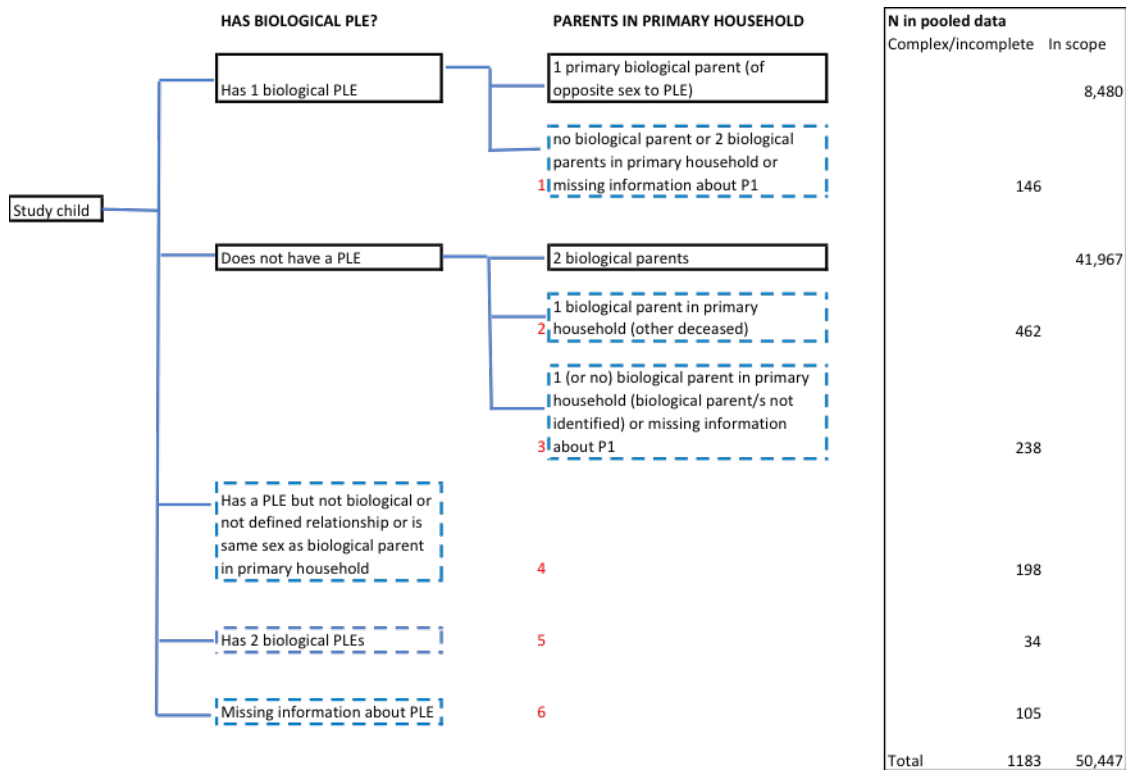 HAS BIOLOGICAL PLE?
PARENTS IN PRIMARY HOUSEHOLD
N in pooled data
Complex/incomplete In scope
Study child
Has 1 biological PLE
1 primary biological parent (of
opposite sex to PLE)
8,480
no biological parent or 2 biological
parents in primary household or
1 missing information about P1
146
Does not have a PLE
2 biological parents
41,967
1 biological parent in primary
2 household (other deceased)
462
1 (or no) biological parent in primary
household (biological parent/s not
identified) or missing information
3 about P1
238
Has a PLE but not biological or
not defined relationship or is
same sex as biological parent
in primary household
4
198
Has 2 biological PLEs
5
34
Missing information about PLE
6
105
Total 1183 50,447